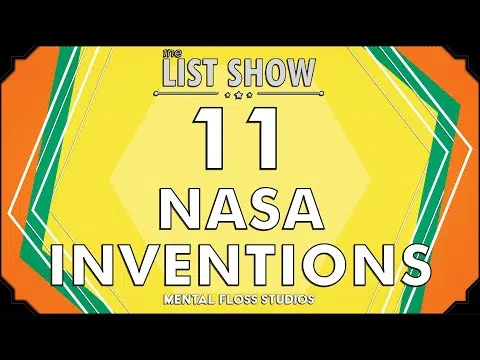 the
LIST SHOW
11
NASA
INVENTIONS
MENTAL FLOSS STUDIOS